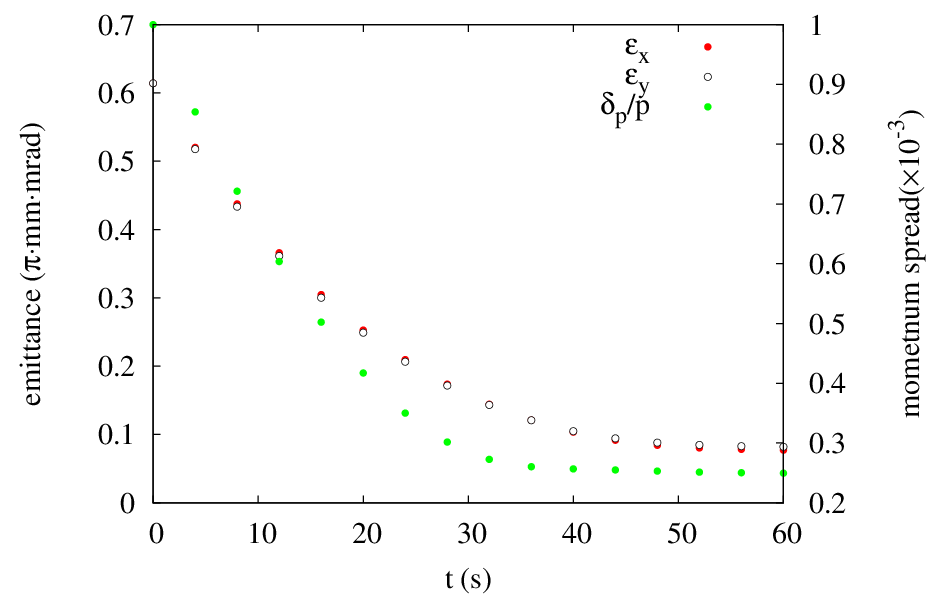 0.7
0.6
0.5
0.4
0.3
0.2
0.1
0
emittance (π·mm·mrad)
εx
εy
δp/p
1
0.9
0.8
0.7
0.6
0.5
0.4
0.3
0.2
mometnum spread(×10-3)
0 10 20 30 40 50 60
t (s)